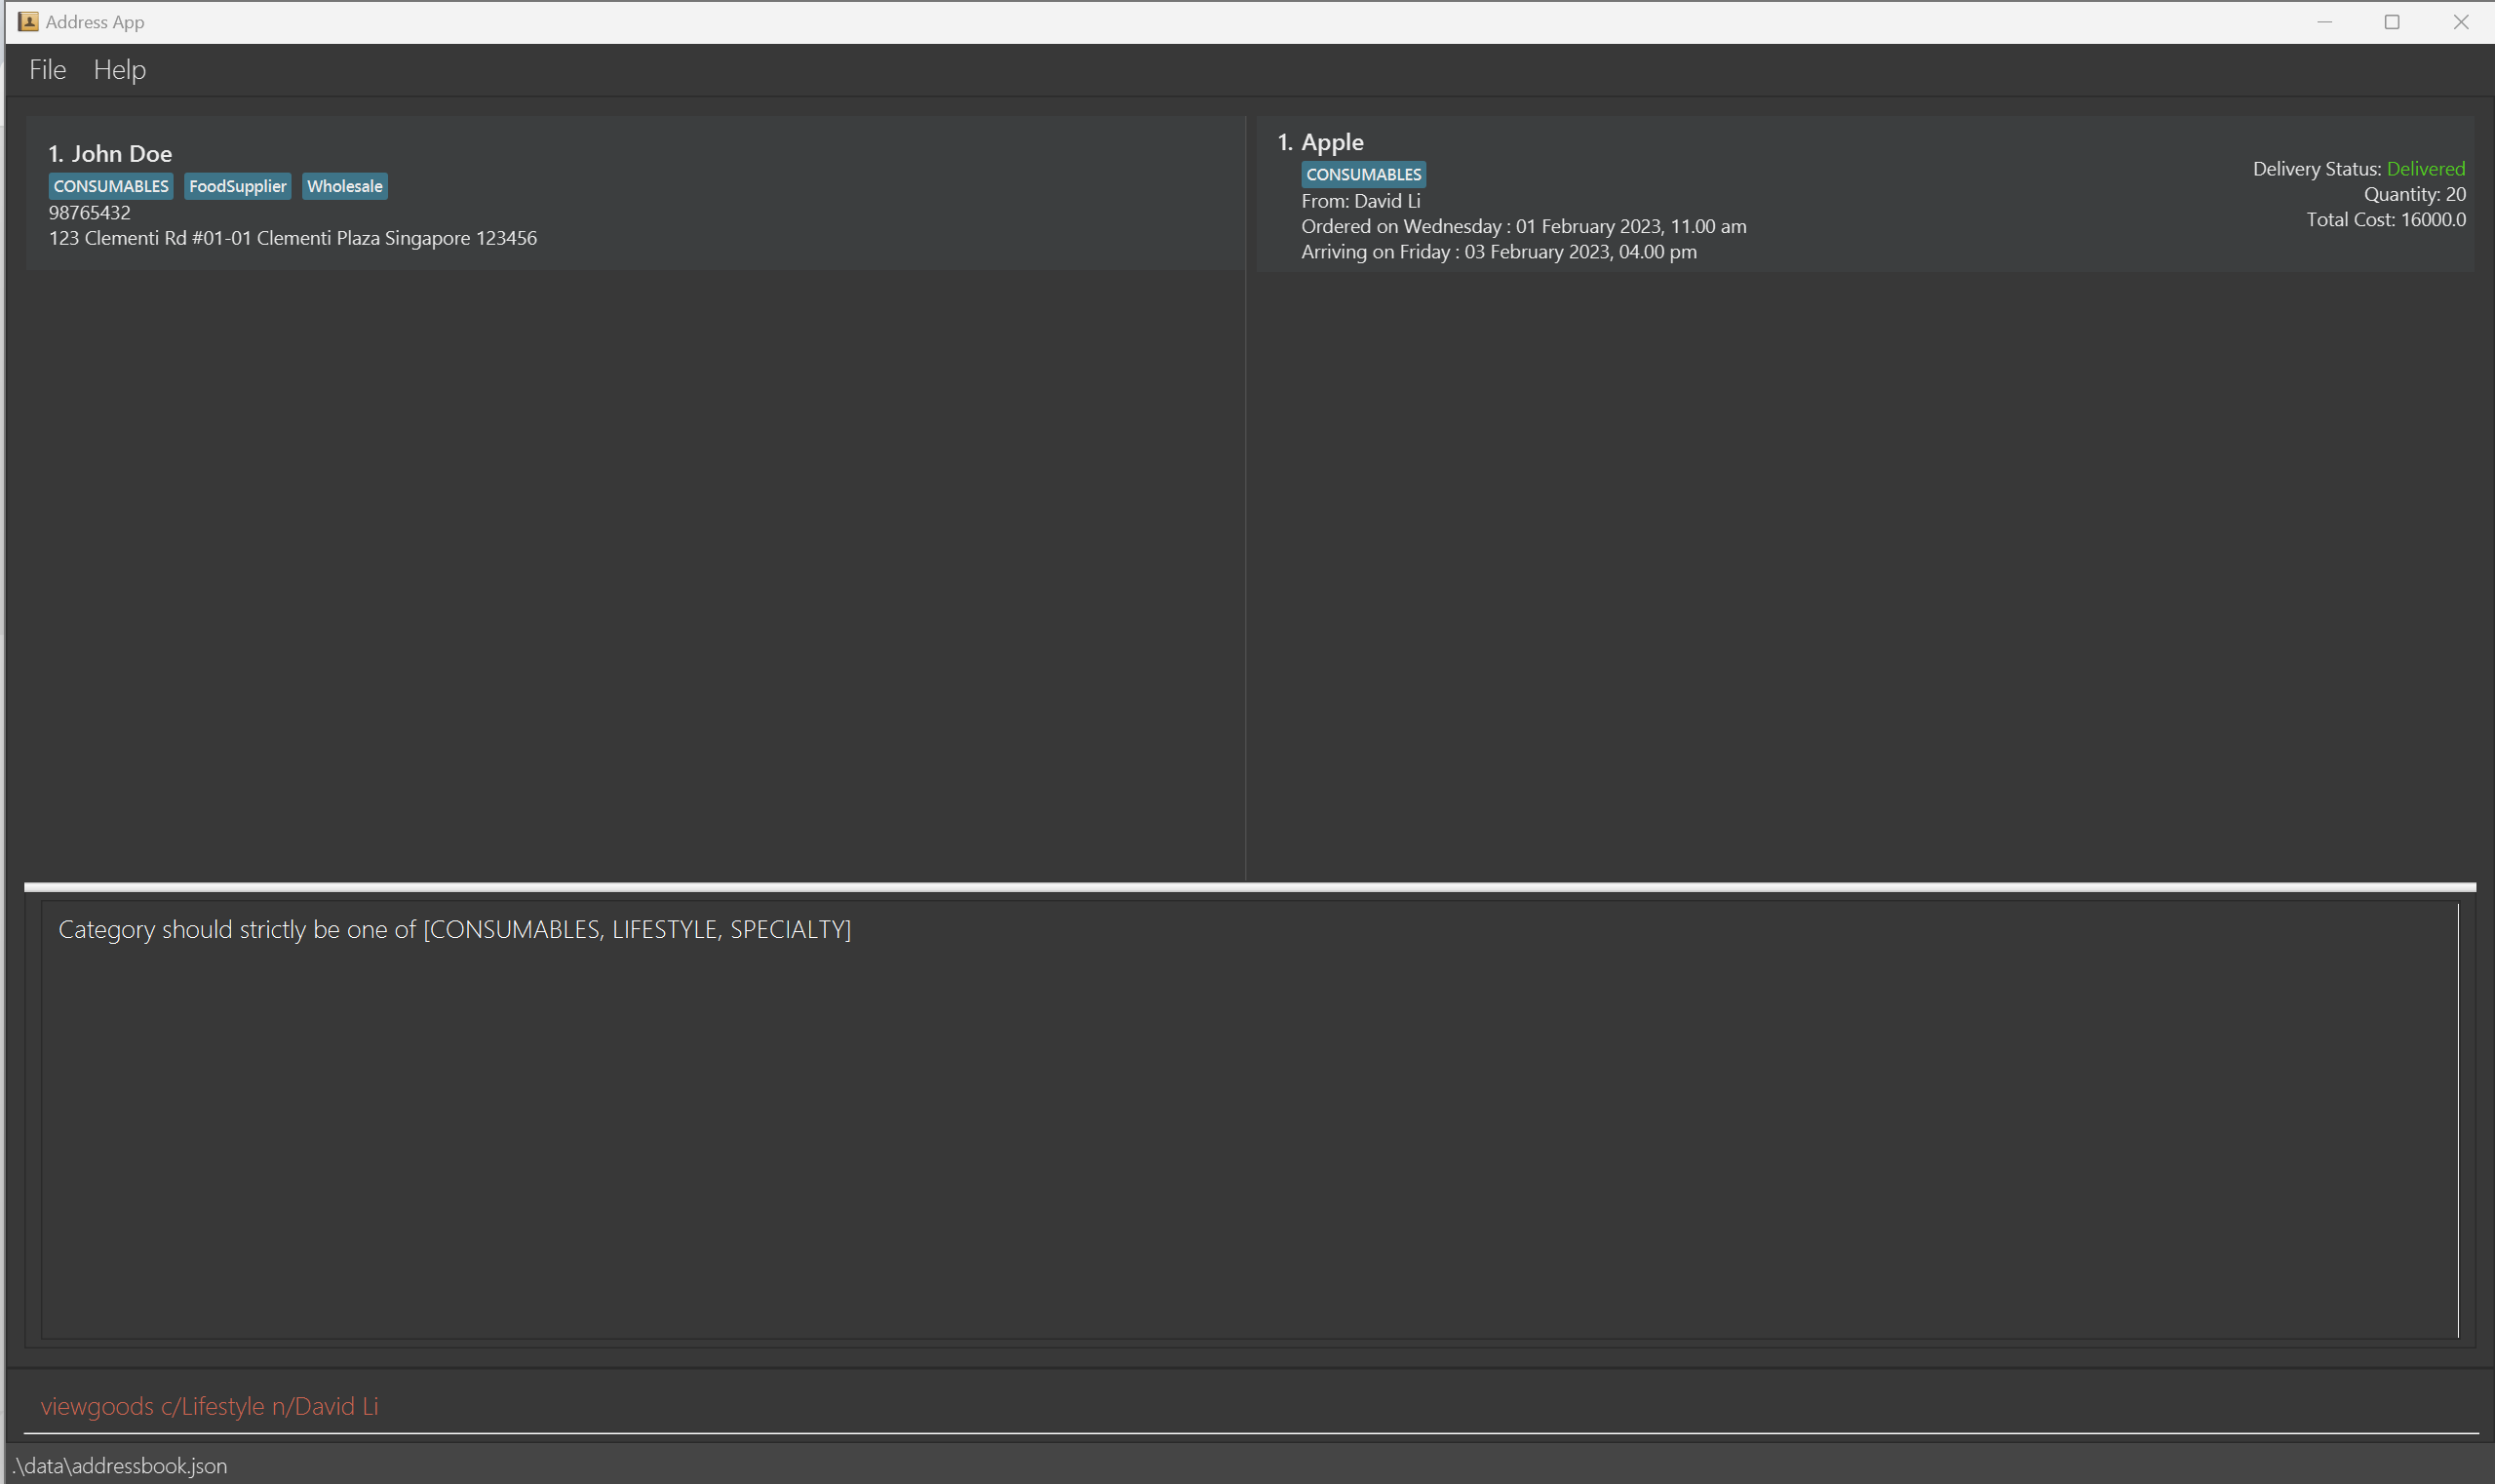 Address App
File Help
1. John Doe
CONSUMABLES FoodSupplier Wholesale
98765432
123 Clementi Rd #01-01 Clementi Plaza Singapore 123456
1. Apple
CONSUMABLES
From: David Li
Ordered on Wednesday : 01 February 2023, 11.00 am
Arriving on Friday : 03 February 2023, 04.00 pm
Delivery Status: Delivered
Quantity: 20
Total Cost: 16000.0
Category should strictly be one of [CONSUMABLES, LIFESTYLE, SPECIALTY]
viewgoods c/Lifestyle n/David Li
.\data\addressbook.json